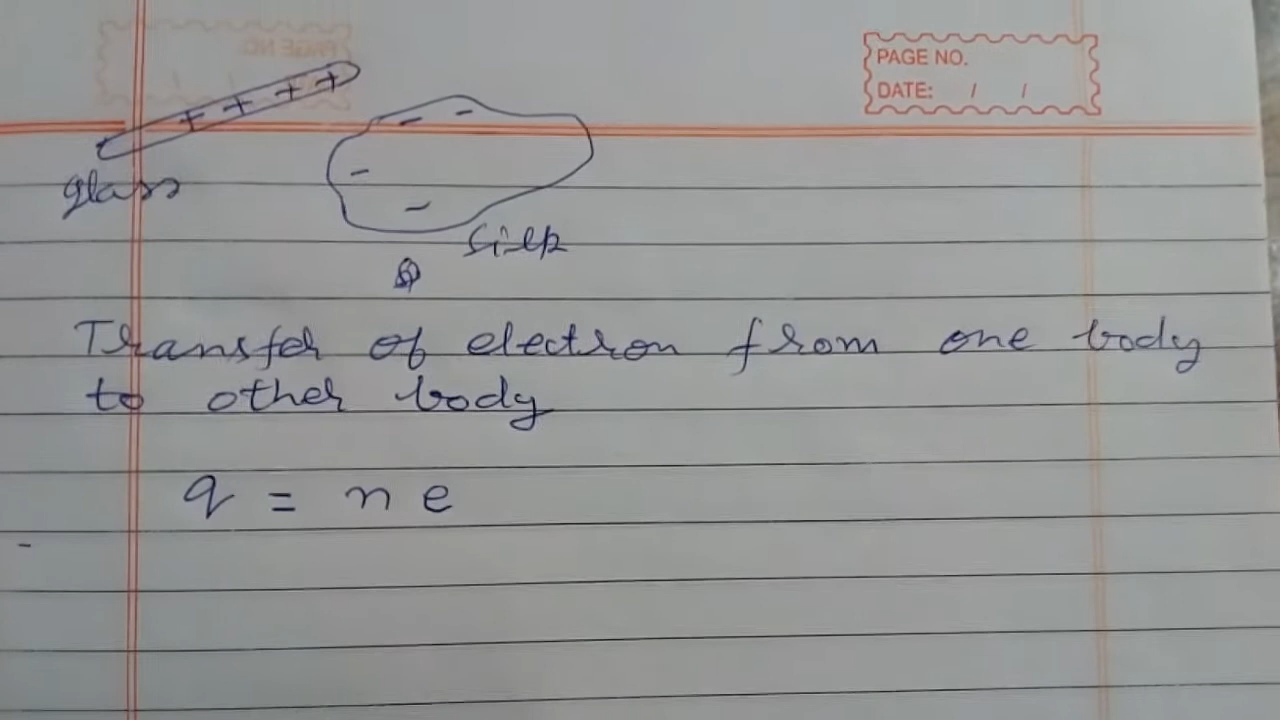 PAGE NO.
DATE: / /
+ + + +
glass
- -
-
-
silk
Transfer of electron from one body
to other body
q = n e